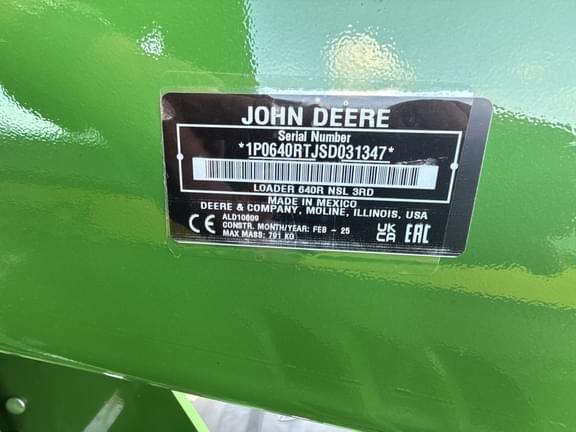 JOHN DEERE
Serial Number
*1P0640RTJSD031347*
LOADER 640R NSL 3RD
MADE IN MEXICO
DEERE & COMPANY, MOLINE, ILLINOIS, USA
ALD10609
CE
CONSTR. MONTH/YEAR: FEB - 25
MAX MASS: 791 KG
UK CA EAC